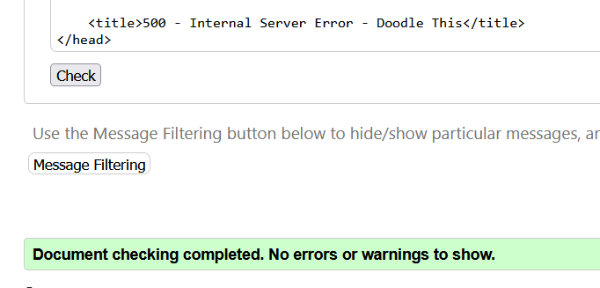 <title>500 - Internal Server Error - Doodle This</title>
</head>
Check
Use the Message Filtering button below to hide/show particular messages, an
Message Filtering
Document checking completed. No errors or warnings to show.